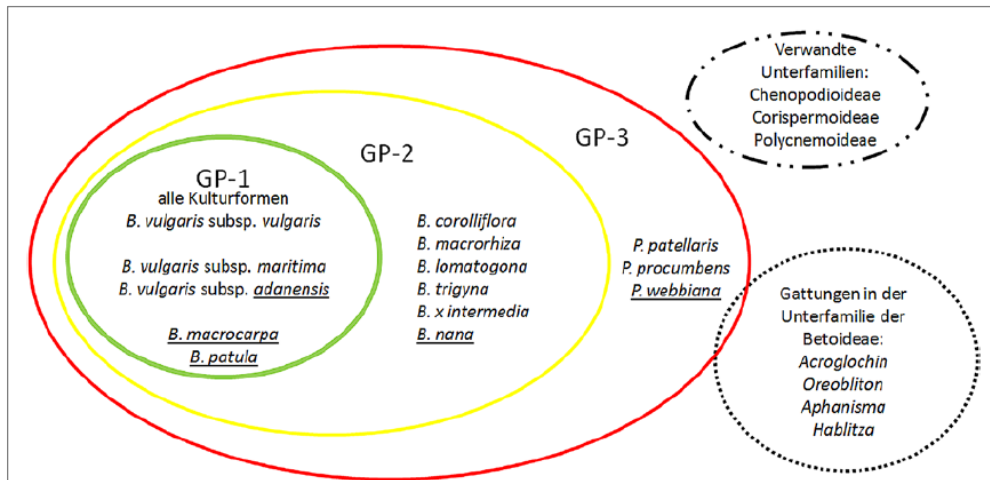 GP-1
alle Kulturformen
B. vulgaris subsp. vulgaris
B. vulgaris subsp. maritima
B. vulgaris subsp. adanensis
B. macrocarpa
B. patula
GP-2
B. corolliflora
B. macrorhiza
B. lomatogona
B. trigyna
B. x intermedia
B. nana
GP-3
P. patellaris
P. procumbens
P. webbiana
Verwandte
Unterfamilien:
Chenopodioideae
Corispermoideae
Polycnemoideae
Gattungen in der
Unterfamilie der
Betoideae:
Acroglochin
Oreobliton
Aphanisma
Hablitza